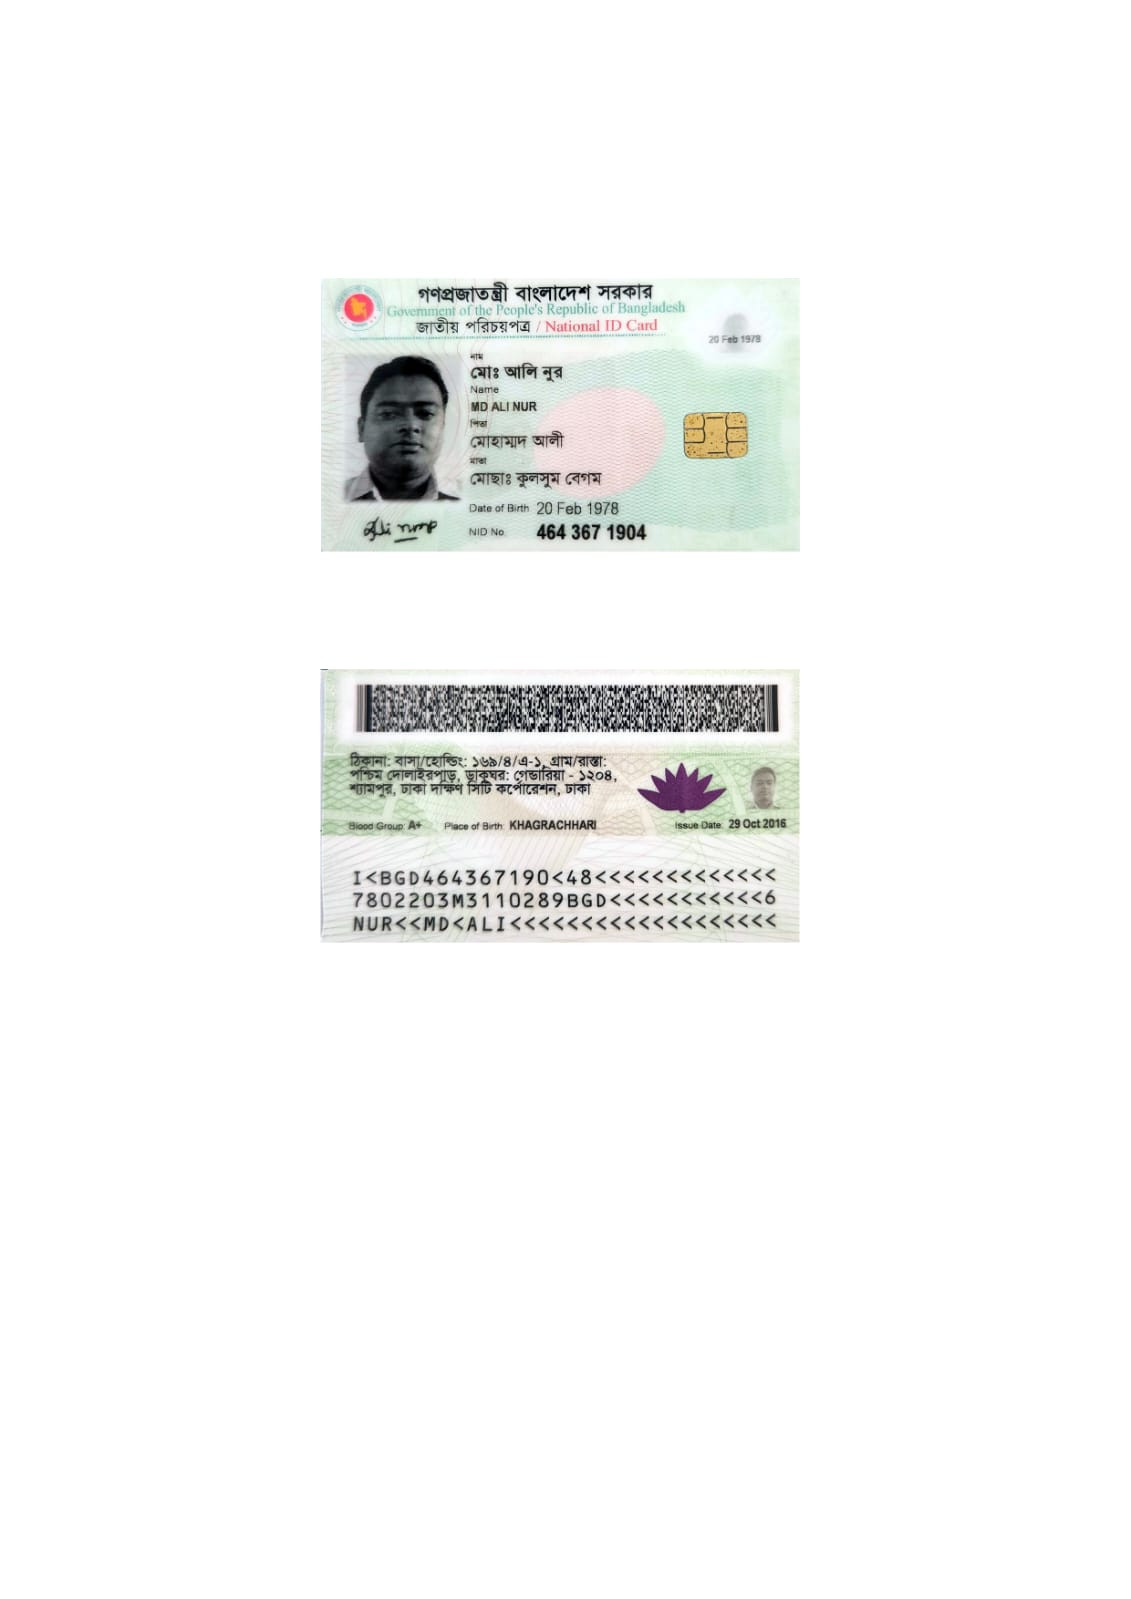 গণপ্রজাতন্ত্রী বাংলাদেশ সরকার
Government of the People's Republic of Bangladesh
জাতীয় পরিচয়পত্র / National ID Card
20 Feb 1978
নাম
মোঃ আলি নুর
Name
MD ALI NUR
পিতা
মোহাম্মদ আলী
মাতা
মোছাঃ কুলসুম বেগম
Date of Birth 20 Feb 1978
NID No. 464 367 1904
ঠিকানা: বাসা/হোল্ডিং: ১৬৯/৪/এ-১, গ্রাম/রাস্তা:
পশ্চিম দোলাইরপাড়, ডাকঘর: গেন্ডারিয়া - ১২০৪,
শ্যামপুর, ঢাকা দক্ষিণ সিটি কর্পোরেশন, ঢাকা
Blood Group: A+ Place of Birth: KHAGRACHHARI Issue Date: 29 Oct 2016
I<BGD464367190<48<<<<<<<<<<<<<
7802203M3110289BGD<<<<<<<<<<<6
NUR<<MD<ALI<<<<<<<<<<<<<<<<<<<